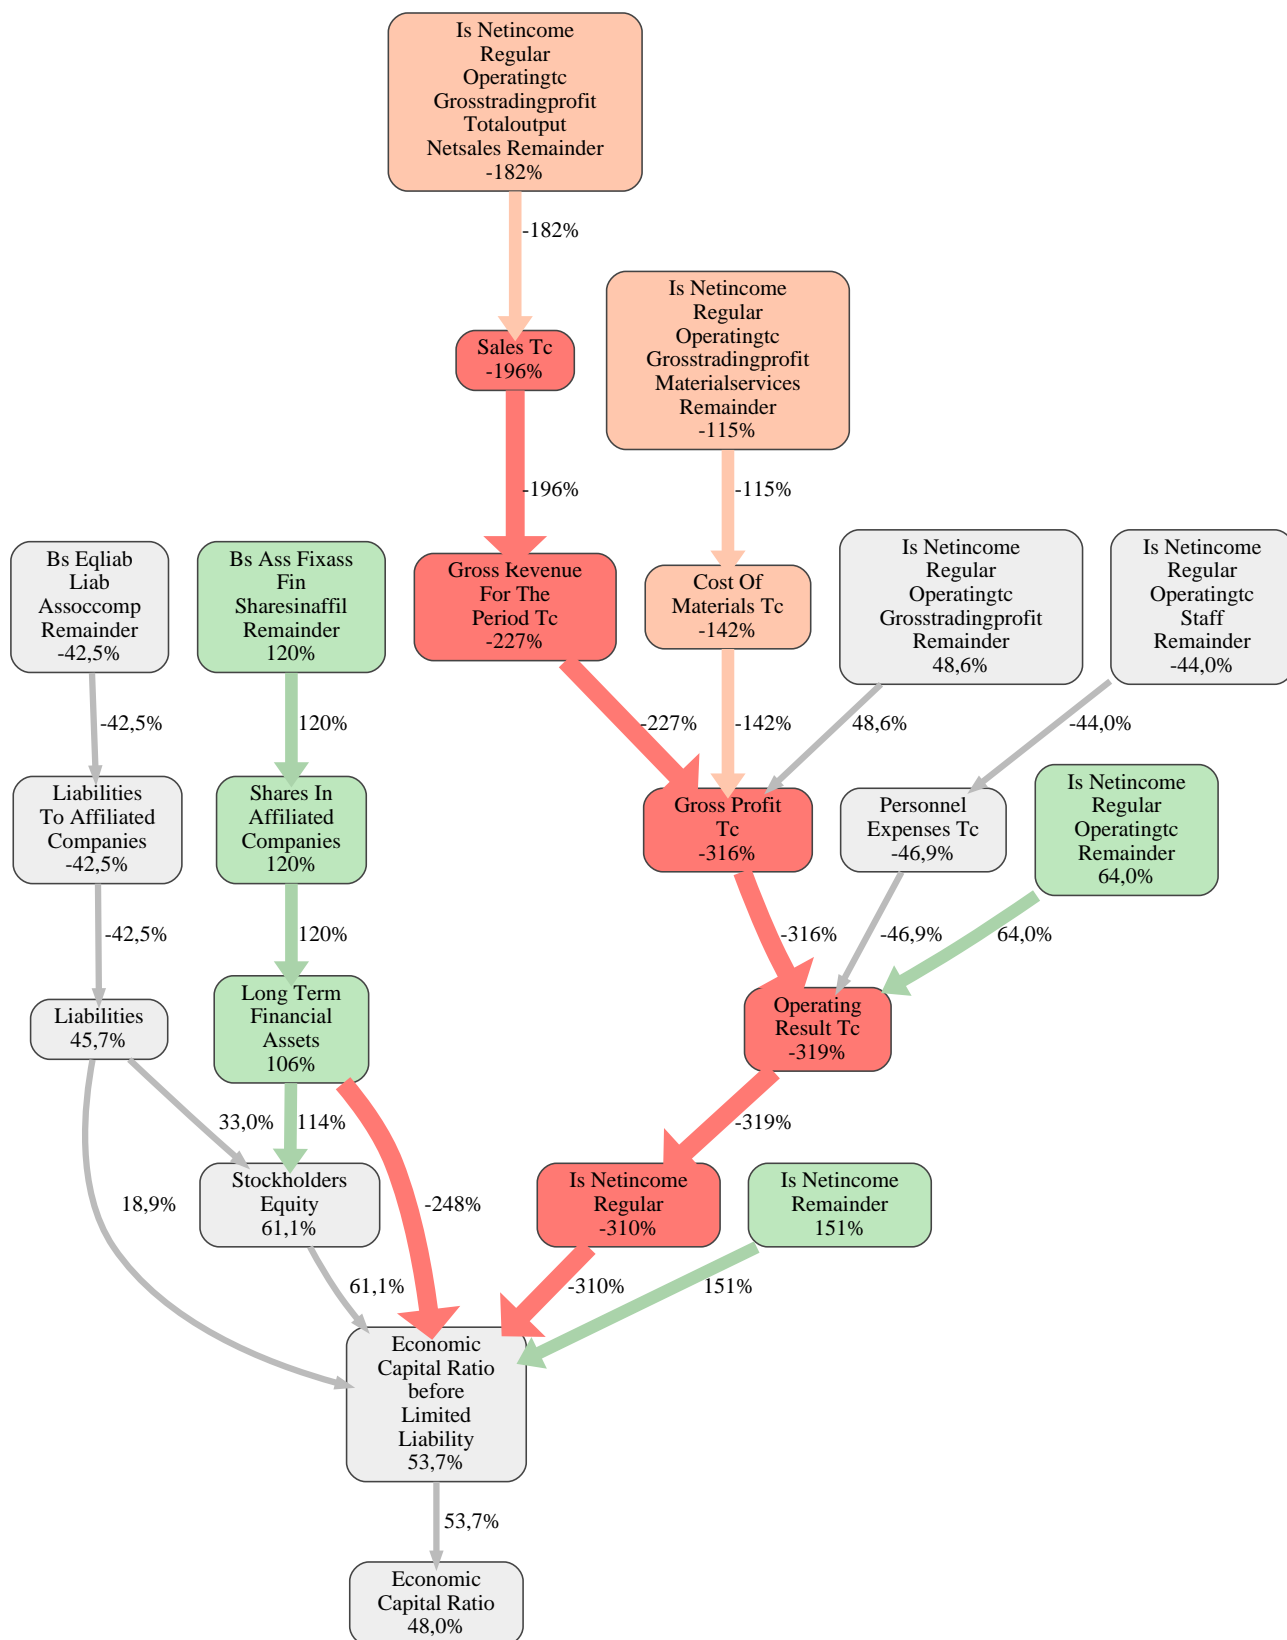 Is Netincome
Regular
Operatingtc
Grosstradingprofit
Totaloutput
Netsales Remainder
-182%
-182%
Is Netincome
Regular
Operatingtc
Grosstradingprofit
Materialservices
Remainder
-115%
Sales Tc
-196%
-196%
-115%
Bs Eqliab
Liab
Assoccomp
Remainder
-42,5%
Bs Ass Fixass
Fin
Sharesinaffil
Remainder
120%
Gross Revenue
For The
Period Tc
-227%
Cost Of
Materials Tc
-142%
Is Netincome
Regular
Operatingtc
Grosstradingprofit
Remainder
48,6%
Is Netincome
Regular
Operatingtc
Staff
Remainder
-44,0%
-42,5%
120%
-227%
-142%
48,6%
-44,0%
Liabilities
To Affiliated
Companies
-42,5%
Shares In
Affiliated
Companies
120%
Gross Profit
Tc
-316%
Personnel
Expenses Tc
-46,9%
Is Netincome
Regular
Operatingtc
Remainder
64,0%
-42,5%
120%
-316%
-46,9%
64,0%
Liabilities
45,7%
Long Term
Financial
Assets
106%
Operating
Result Tc
-319%
33,0%
114%
-319%
Stockholders
Equity
61,1%
18,9%
-248%
Is Netincome
Regular
-310%
Is Netincome
Remainder
151%
61,1%
-310%
151%
Economic
Capital Ratio
before
Limited
Liability
53,7%
53,7%
Economic
Capital Ratio
48,0%